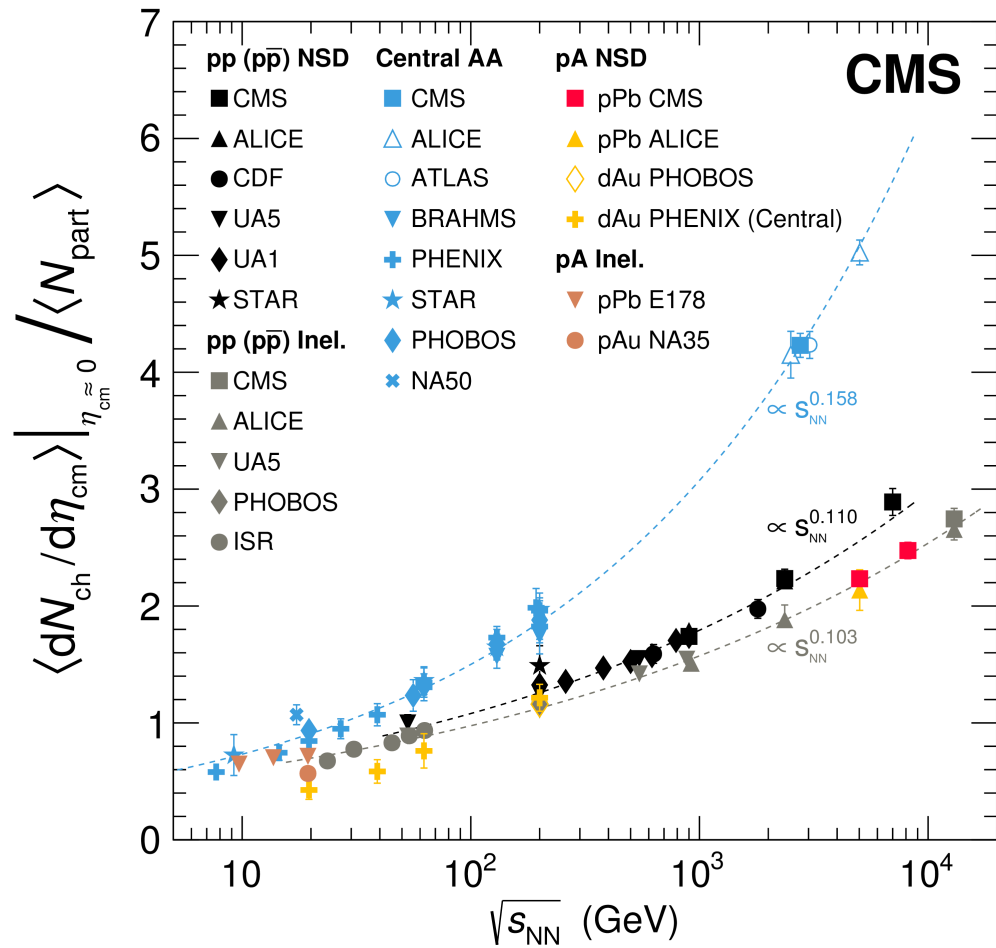 7
6
5
4
3
2
1
0
⟨dN_ch/dη_cm⟩|_{η_cm≈0} / ⟨N_part⟩
CMS
pp (pp̅) NSD
CMS
ALICE
CDF
UA5
UA1
STAR
pp (pp̅) Inel.
CMS
ALICE
UA5
PHOBOS
ISR
Central AA
CMS
ALICE
ATLAS
BRAHMS
PHENIX
STAR
PHOBOS
NA50
pA NSD
pPb CMS
pPb ALICE
dAu PHOBOS
dAu PHENIX (Central)
pA Inel.
pPb E178
pAu NA35
∝ s_NN^0.158
∝ s_NN^0.110
∝ s_NN^0.103
10 10² 10³ 10⁴
√s_NN (GeV)